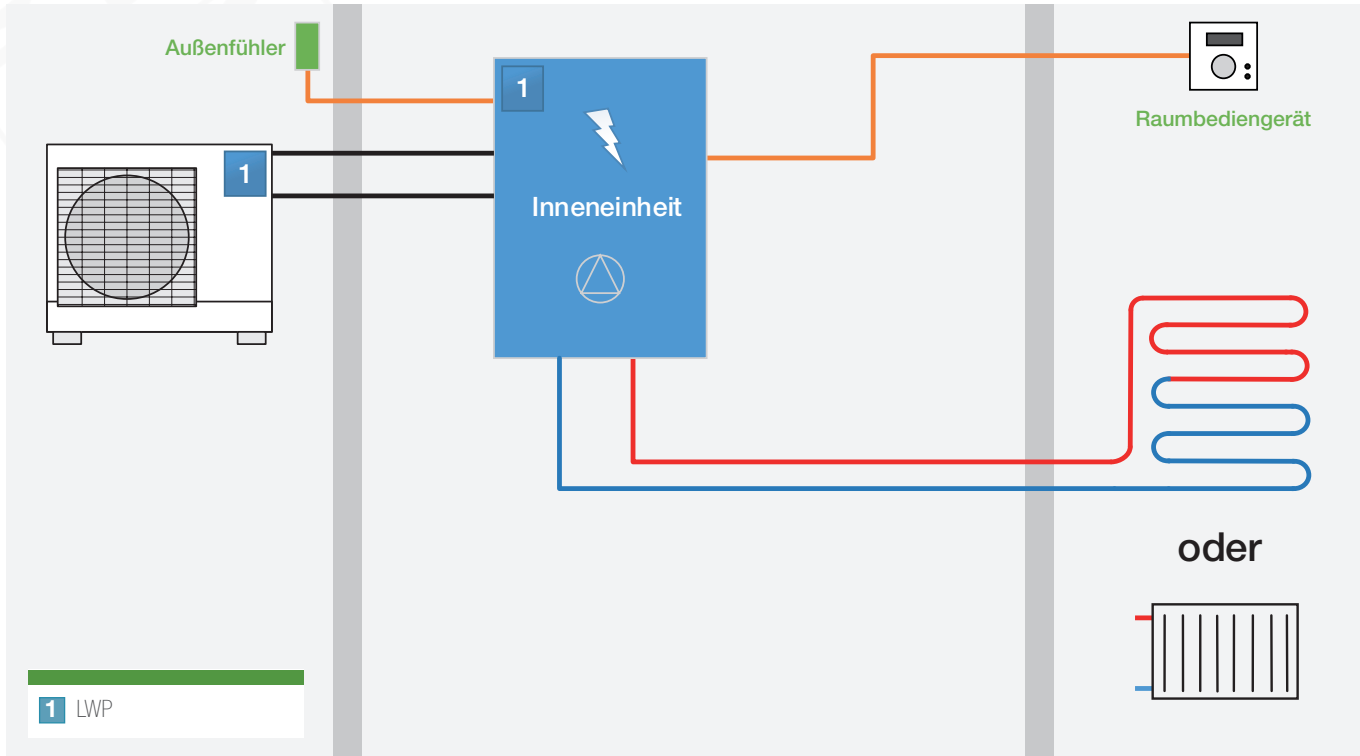 Außenfühler
1
Raumbediengerät
1
Inneneinheit
oder
1 LWP